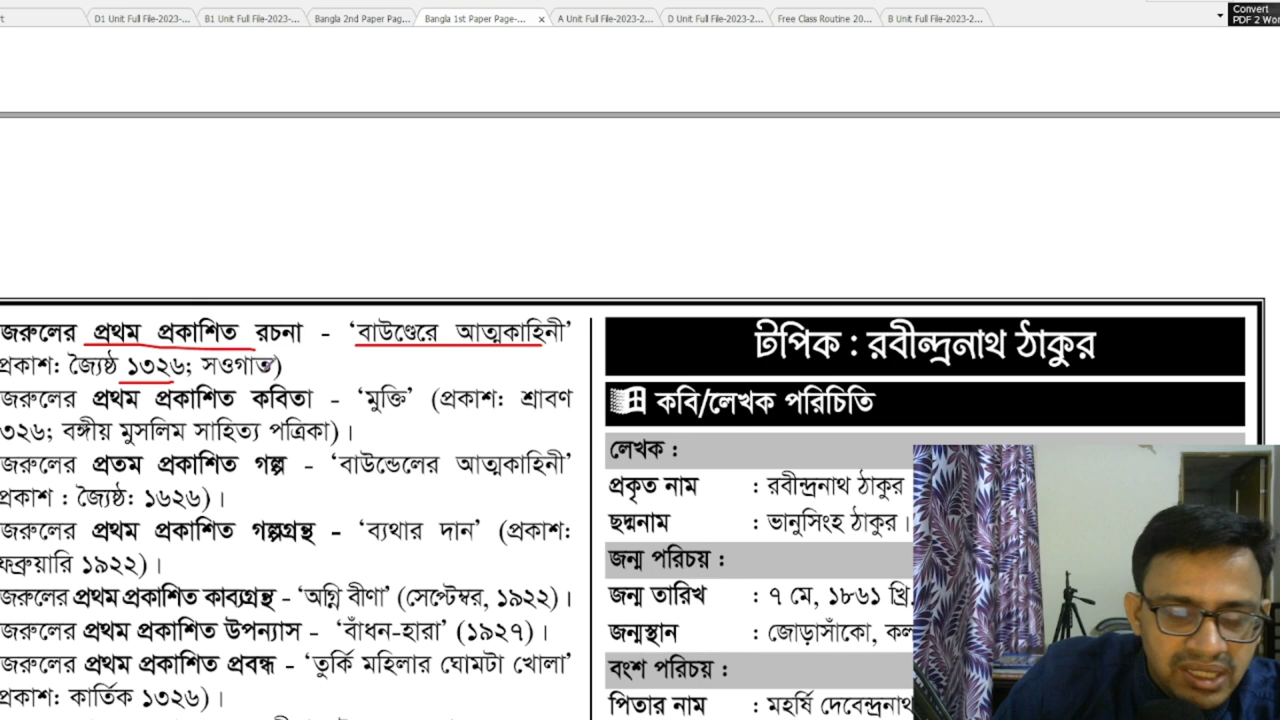 D1 Unit Full File-2023-...
B1 Unit Full File-2023-...
Bangla 2nd Paper Pag...
Bangla 1st Paper Page-...
A Unit Full File-2023-2...
D Unit Full File-2023-2...
Free Class Routine 20...
B Unit Full File-2023-2...
Convert
PDF 2 Wor
জরুলের প্রথম প্রকাশিত রচনা - ‘বাউণ্ডেরে আত্মকাহিনী’
প্রকাশ: জ্যৈষ্ঠ ১৩২৬; সওগাত)
জরুলের প্রথম প্রকাশিত কবিতা - ‘মুক্তি’ (প্রকাশ: শ্রাবণ
৩২৬; বঙ্গীয় মুসলিম সাহিত্য পত্রিকা)।
জরুলের প্রতম প্রকাশিত গল্প - ‘বাউন্ডেলের আত্মকাহিনী’
প্রকাশ : জ্যৈষ্ঠ: ১৬২৬)।
জরুলের প্রথম প্রকাশিত গল্পগ্রন্থ - ‘ব্যথার দান’ (প্রকাশ:
ফব্রুয়ারি ১৯২২)।
জরুলের প্রথম প্রকাশিত কাব্যগ্রন্থ - ‘অগ্নি বীণা’ (সেপ্টেম্বর, ১৯২২)।
জরুলের প্রথম প্রকাশিত উপন্যাস - ‘বাঁধন-হারা’ (১৯২৭)।
জরুলের প্রথম প্রকাশিত প্রবন্ধ - ‘তুর্কি মহিলার ঘোমটা খোলা’
প্রকাশ: কার্তিক ১৩২৬)।
টপিক : রবীন্দ্রনাথ ঠাকুর
কবি/লেখক পরিচিতি
লেখক :
প্রকৃত নাম : রবীন্দ্রনাথ ঠাকুর
ছদ্মনাম : ভানুসিংহ ঠাকুর।
জন্ম পরিচয় :
জন্ম তারিখ : ৭ মে, ১৮৬১ খ্রি.
জন্মস্থান : জোড়াসাঁকো, কল
বংশ পরিচয় :
পিতার নাম : মহর্ষি দেবেন্দ্রনাথ